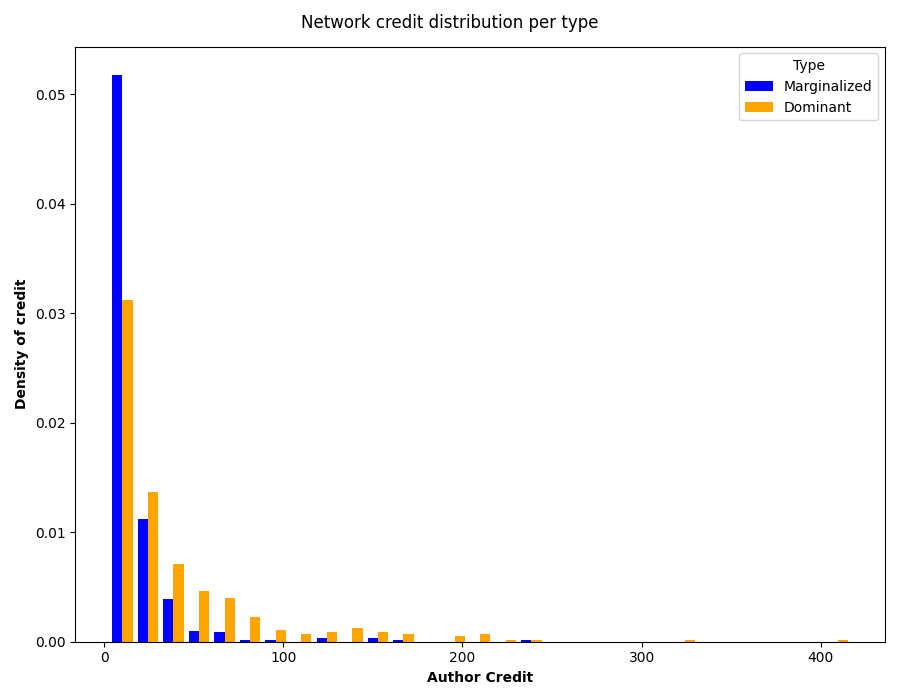 Network credit distribution per type
Type
Marginalized
Dominant
0.05
0.04
0.03
0.02
0.01
0.00
Density of credit
0
100
200
300
400
Author Credit